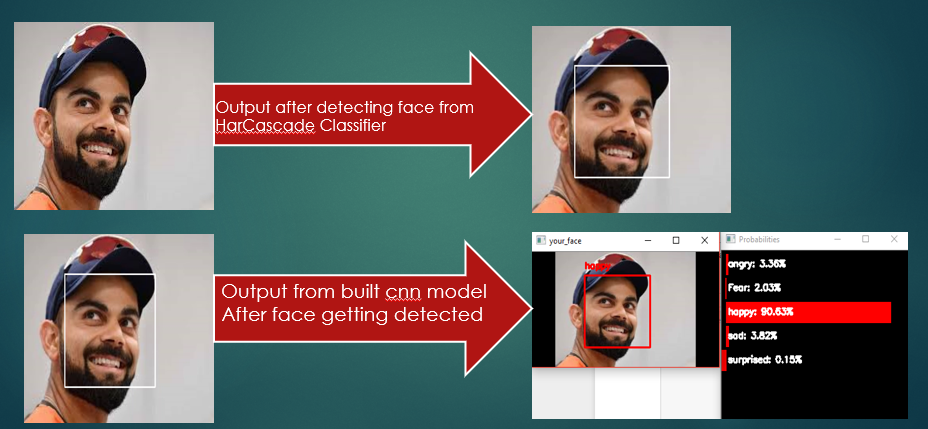 Output after detecting face from
HarCascade Classifier
Output from built cnn model
After face getting detected
your_face
happy
Probabilities
angry: 3.36%
Fear: 2.03%
happy: 90.63%
sad: 3.82%
surprised: 0.15%